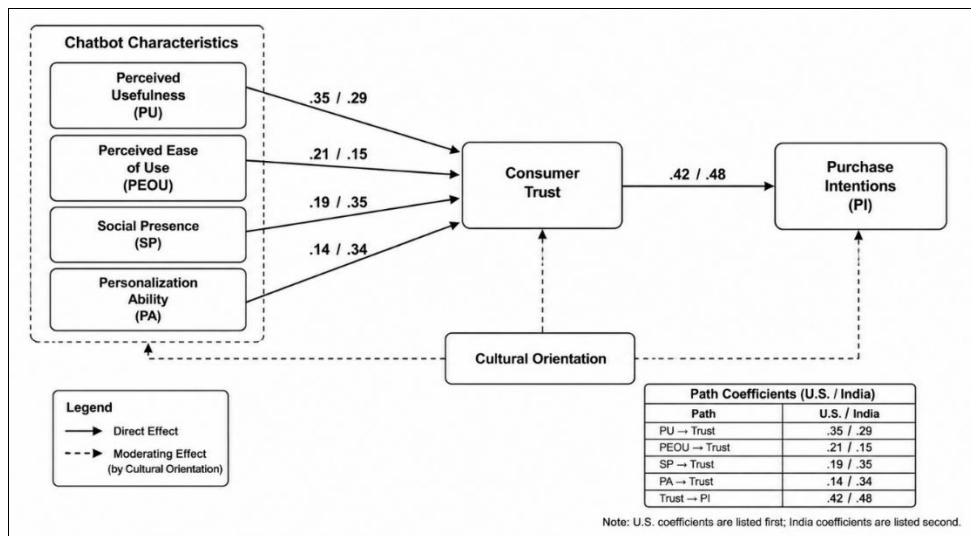 Chatbot Characteristics
Perceived
Usefulness
(PU)
Perceived Ease
of Use
(PEOU)
Social Presence
(SP)
Personalization
Ability
(PA)
.35 / .29
.21 / .15
.19 / .35
.14 / .34
Consumer
Trust
.42 / .48
Purchase
Intentions
(PI)
Cultural Orientation
Legend
Direct Effect
Moderating Effect
(by Cultural Orientation)
Path Coefficients (U.S. / India)
Path U.S. / India
PU → Trust .35 / .29
PEOU → Trust .21 / .15
SP → Trust .19 / .35
PA → Trust .14 / .34
Trust → PI .42 / .48
Note: U.S. coefficients are listed first; India coefficients are listed second.